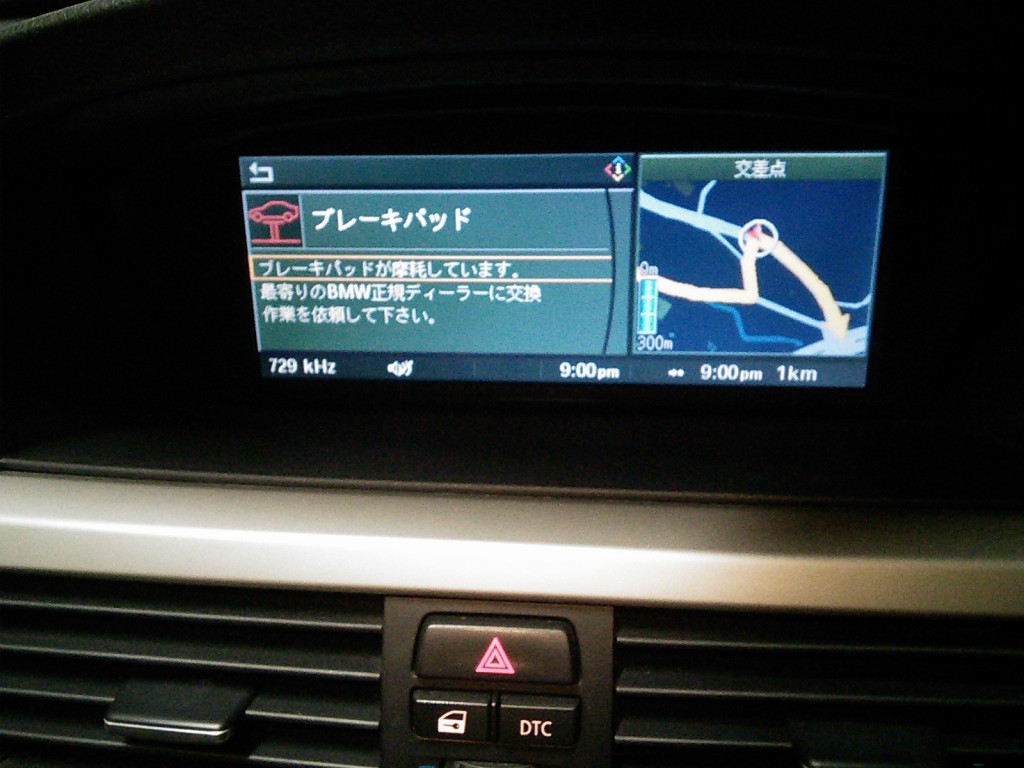 ブレーキパッド
ブレーキパッドが摩耗しています。
最寄りのBMW正規ディーラーに交換
作業を依頼して下さい。
729 kHz 9:00pm
交差点
0m
300m
9:00pm 1km
DTC